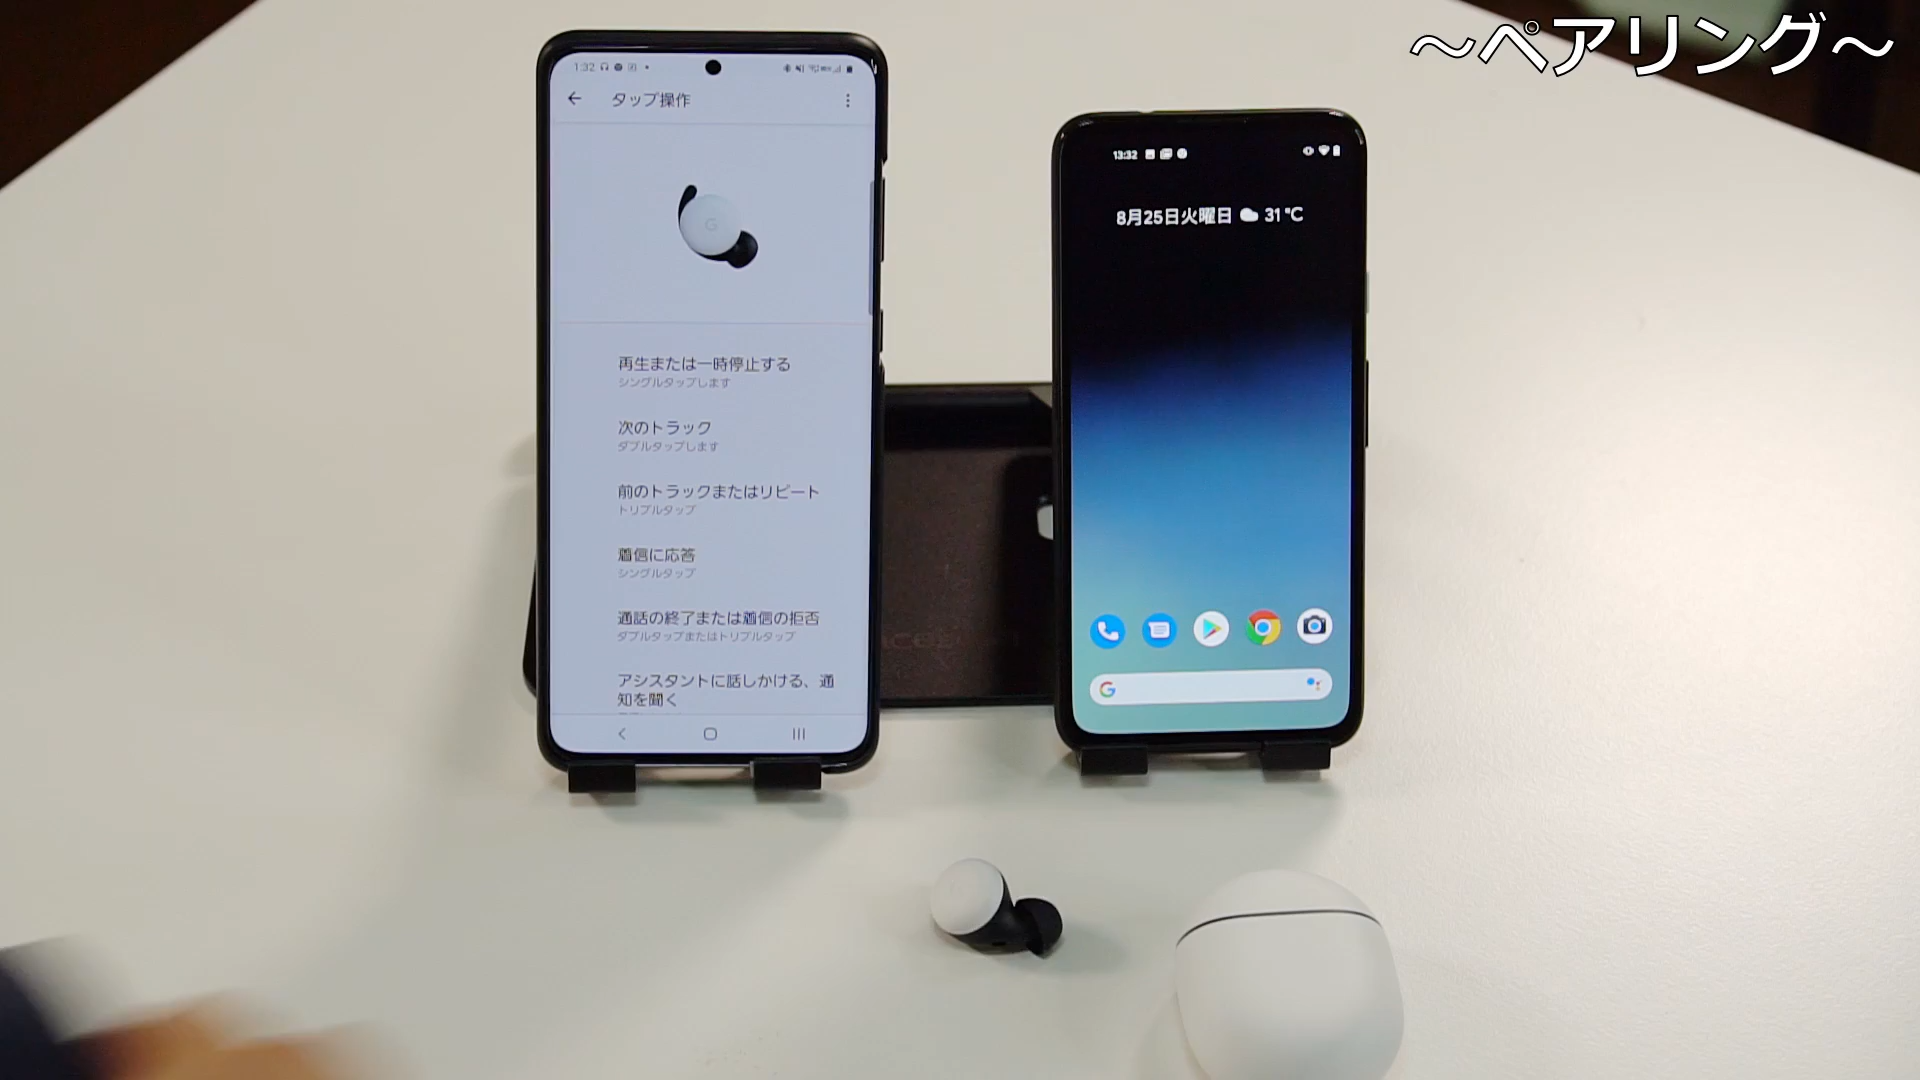 〜ペアリング〜
1:32
タップ操作
G
再生または一時停止する
シングルタップします
次のトラック
ダブルタップします
前のトラックまたはリピート
トリプルタップ
着信に応答
シングルタップ
通話の終了または着信の拒否
ダブルタップまたはトリプルタップ
アシスタントに話しかける、通
知を聞く
13:32
8月25日火曜日 31°C
G